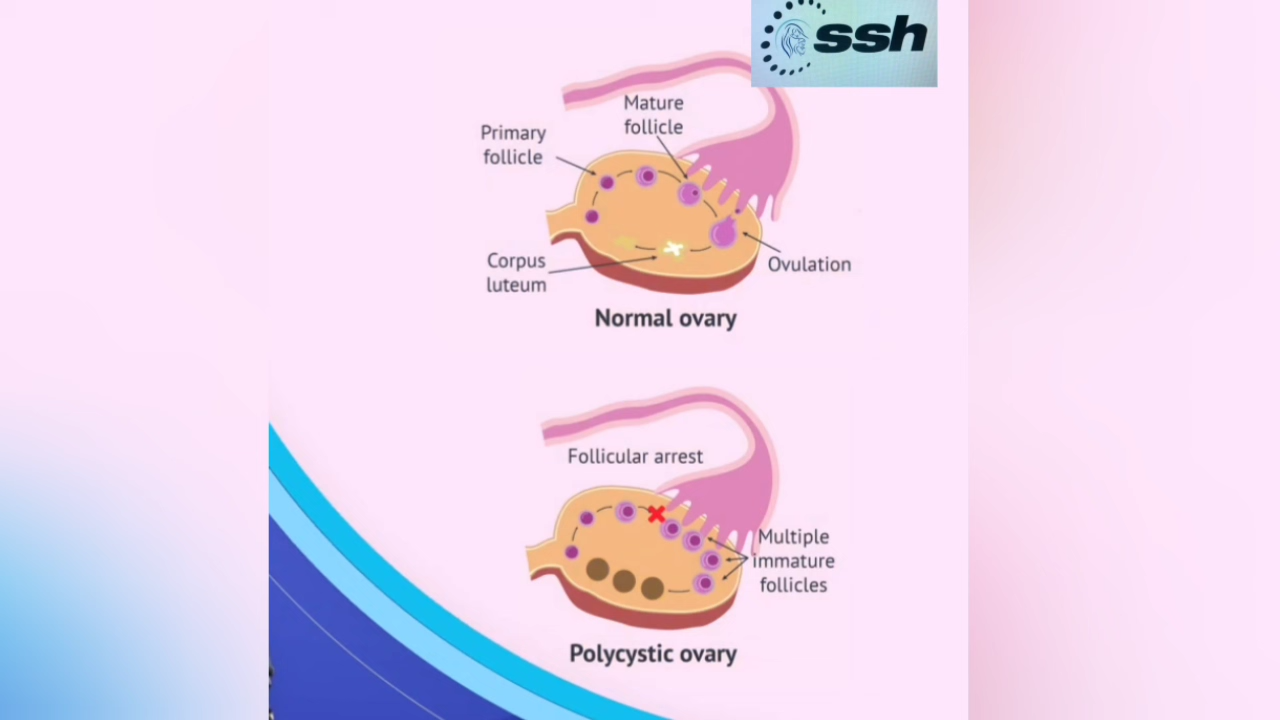 ssh
Mature
follicle
Primary
follicle
Corpus
luteum
Ovulation
Normal ovary
Follicular arrest
Multiple
immature
follicles
Polycystic ovary